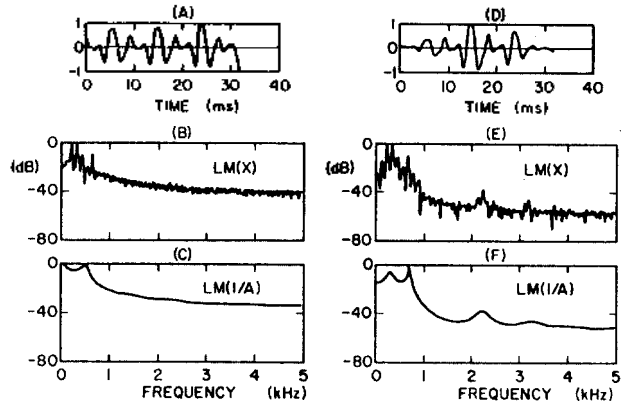 (A)
1
0
-1
0 10 20 30 40
TIME (ms)
(B)
0
(dB)
-40
-80
LM(X)
(C)
0
-40
-80
LM(1/A)
0 1 2 3 4 5
FREQUENCY (kHz)
(D)
1
0
-1
0 10 20 30 40
TIME (ms)
(E)
0
(dB)
-40
-80
LM(X)
(F)
0
-40
-80
LM(1/A)
0 1 2 3 4 5
FREQUENCY (kHz)